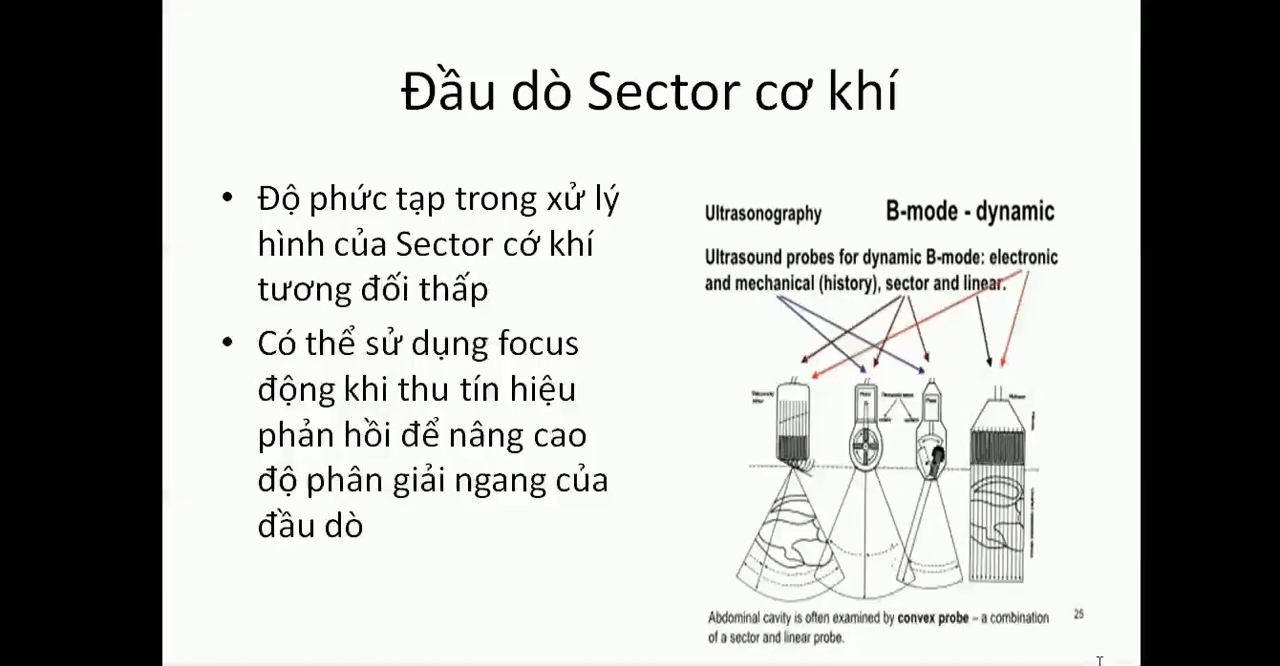 Đầu dò Sector cơ khí
• Độ phức tạp trong xử lý
hình của Sector cớ khí
tương đối thấp
• Có thể sử dụng focus
động khi thu tín hiệu
phản hồi để nâng cao
độ phân giải ngang của
đầu dò
Ultrasonography
B-mode - dynamic
Ultrasound probes for dynamic B-mode: electronic
and mechanical (history), sector and linear.
Abdominal cavity is often examined by convex probe – a combination
of a sector and linear probe.
25